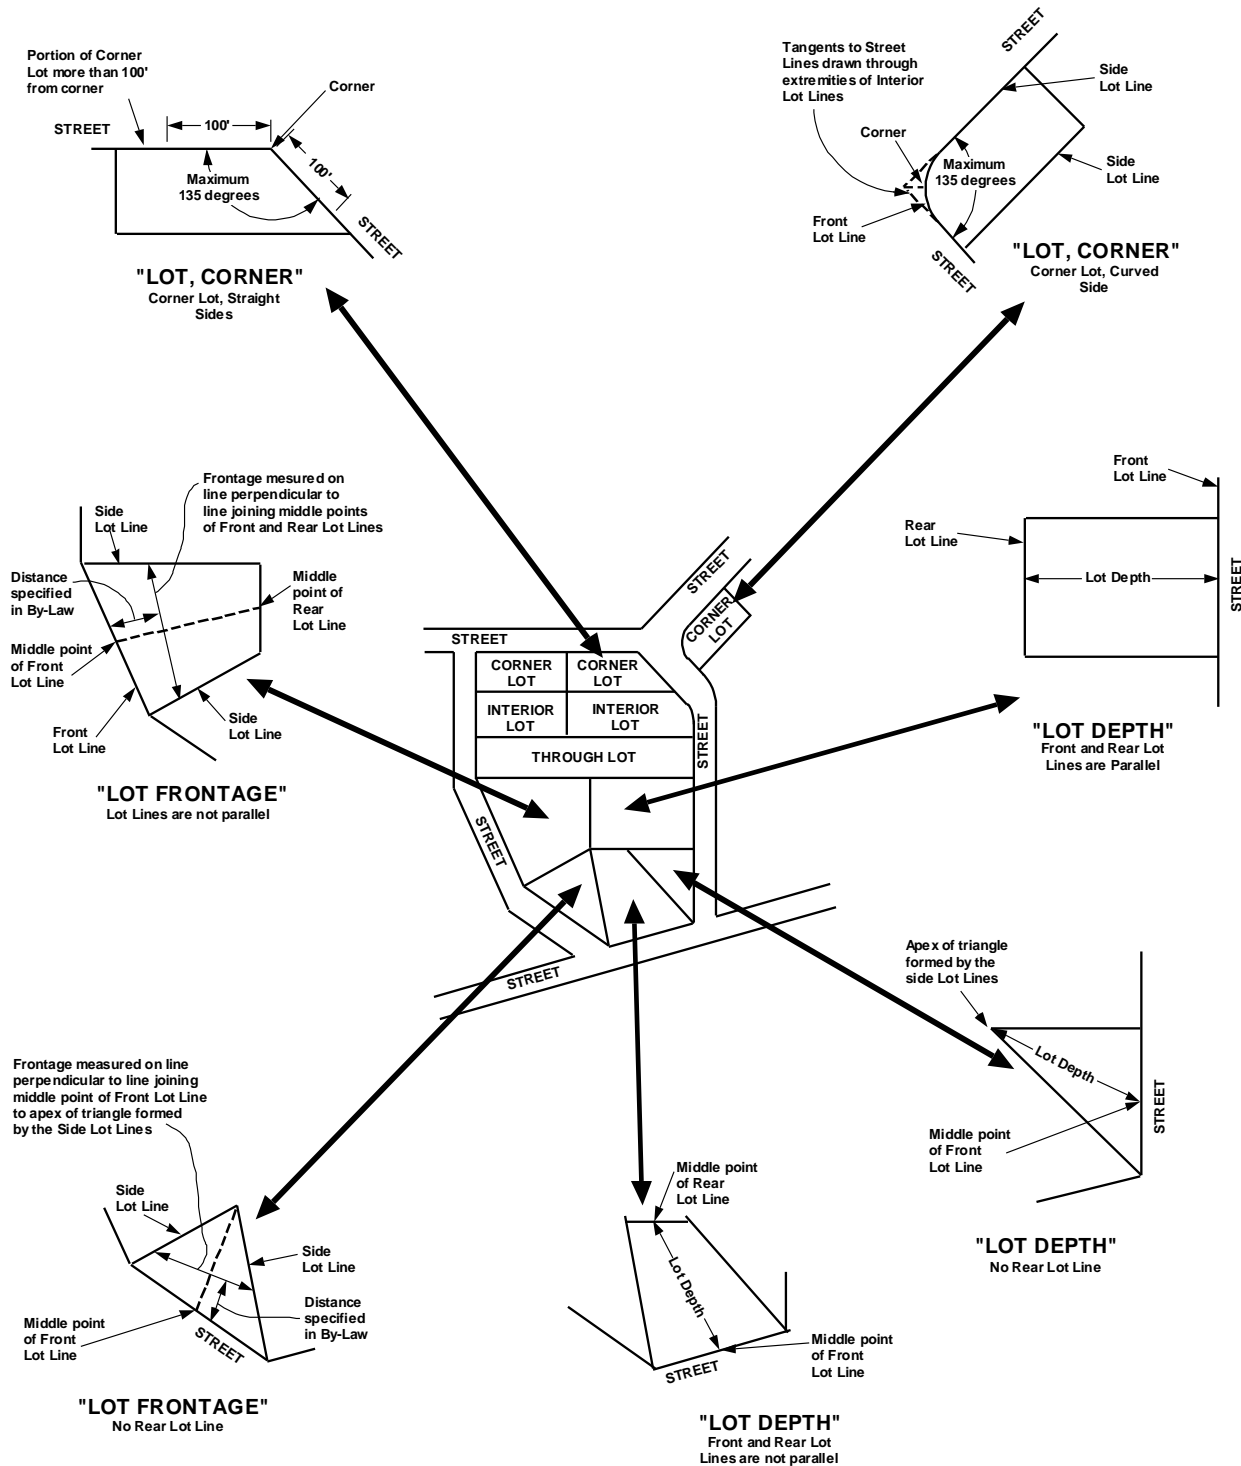 Portion of Corner
Lot more than 100'
from corner
Corner
STREET
100'
100'
Maximum
135 degrees
STREET
"LOT, CORNER"
Corner Lot, Straight
Sides
STREET
Tangents to Street
Lines drawn through
extremities of Interior
Lot Lines
Side
Lot Line
Corner
Maximum
135 degrees
Side
Lot Line
Front
Lot Line
STREET
"LOT, CORNER"
Corner Lot, Curved
Side
Frontage mesured on
line perpendicular to
line joining middle points
of Front and Rear Lot Lines
Side
Lot Line
Distance
specified
in By-Law
Middle
point of
Rear
Lot Line
Middle point
of Front
Lot Line
Front
Lot Line
Side
Lot Line
"LOT FRONTAGE"
Lot Lines are not parallel
Front
Lot Line
Rear
Lot Line
Lot Depth
STREET
"LOT DEPTH"
Front and Rear Lot
Lines are Parallel
STREET
STREET
CORNER
LOT
CORNER
LOT
CORNER
LOT
INTERIOR
LOT
INTERIOR
LOT
STREET
THROUGH LOT
STREET
STREET
Apex of triangle
formed by the
side Lot Lines
Lot Depth
STREET
Middle point
of Front
Lot Line
"LOT DEPTH"
No Rear Lot Line
Frontage measured on line
perpendicular to line joining
middle point of Front Lot Line
to apex of triangle formed
by the Side Lot Lines
Side
Lot Line
Side
Lot Line
Distance
specified
in By-Law
Middle point
of Front
Lot Line
STREET
"LOT FRONTAGE"
No Rear Lot Line
Middle point
of Rear
Lot Line
Lot Depth
Middle point
of Front
Lot Line
STREET
"LOT DEPTH"
Front and Rear Lot
Lines are not parallel